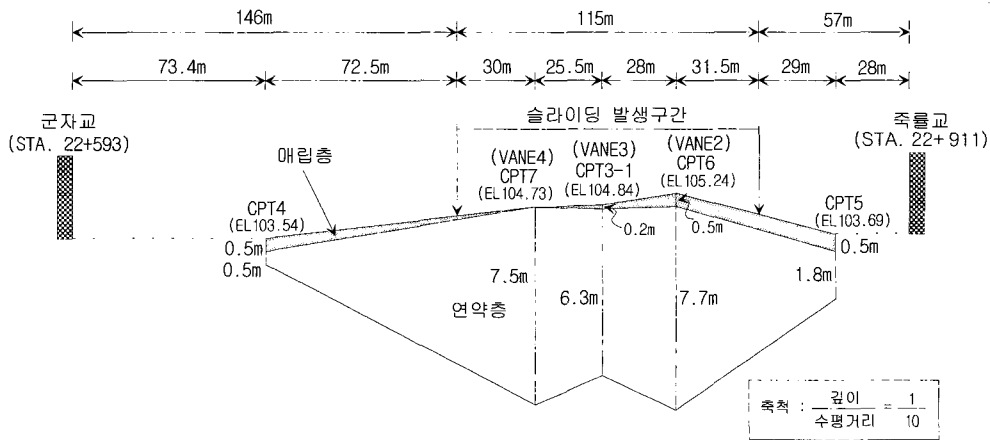 146m 115m 57m
73.4m 72.5m 30m 25.5m 28m 31.5m 29m 28m
슬라이딩 발생구간
군자교
(STA. 22+593)
죽률교
(STA. 22+911)
매립층
(VANE4)
CPT7
(EL104.73)
(VANE3)
CPT3-1
(EL104.84)
(VANE2)
CPT6
(EL105.24)
CPT4
(EL103.54)
CPT5
(EL103.69)
0.2m
0.5m
0.5m
0.5m
0.5m
7.5m
6.3m
7.7m
1.8m
연약층
축척 : 깊이 / 수평거리 = 1 / 10